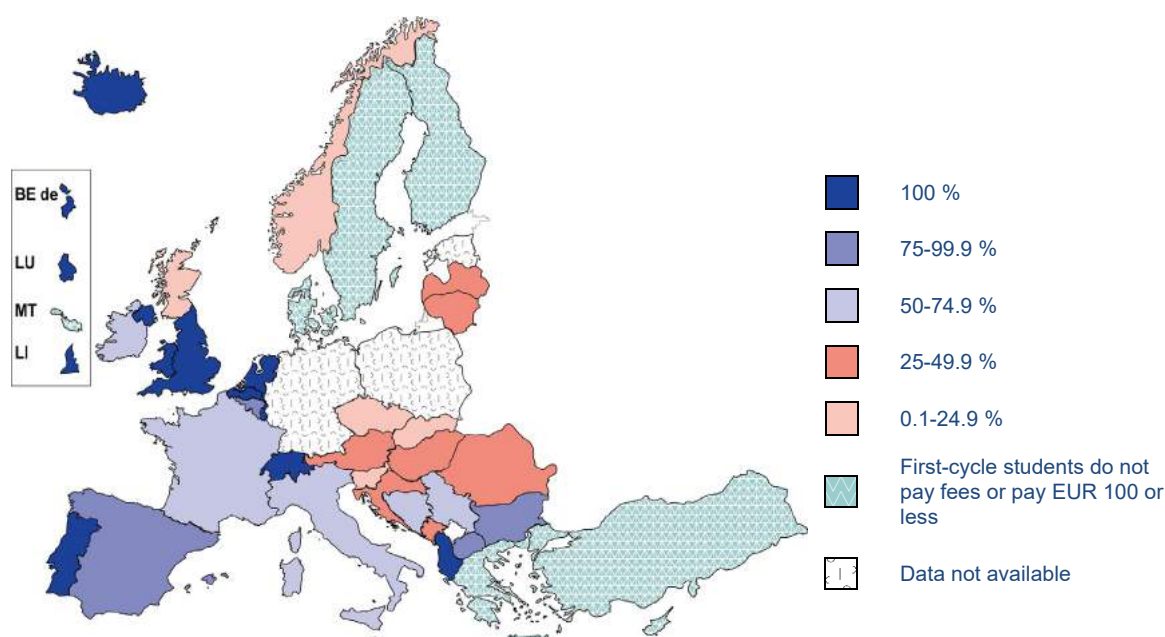 BE de
LU
MT
LI
100 %
75-99.9 %
50-74.9 %
25-49.9 %
0.1-24.9 %
First-cycle students do not
pay fees or pay EUR 100 or
less
Data not available